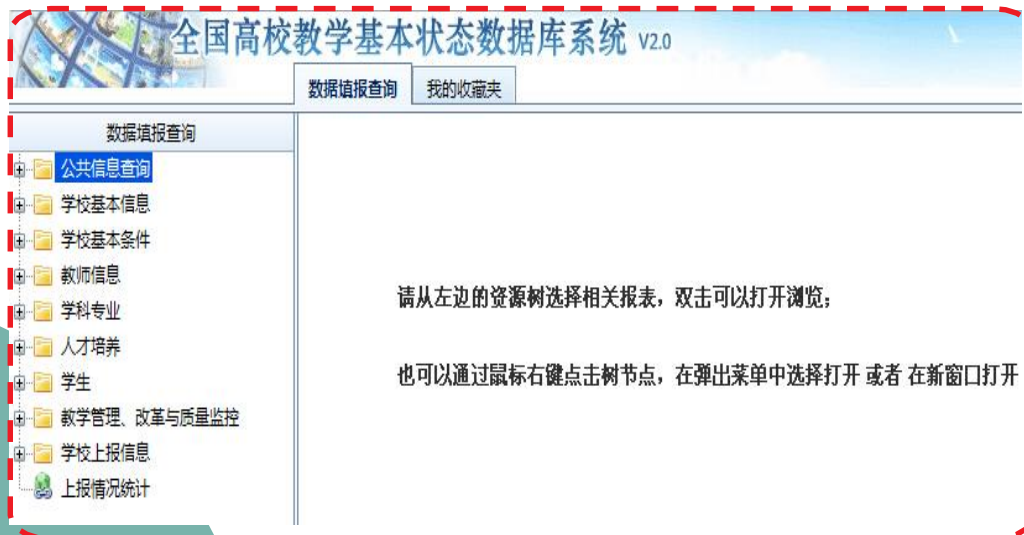 全国高校教学基本状态数据库系统 V2.0
数据填报查询 我的收藏夹
数据填报查询
公共信息查询
学校基本信息
学校基本条件
教师信息
学科专业
人才培养
学生
教学管理、改革与质量监控
学校上报信息
上报情况统计
请从左边的资源树选择相关报表，双击可以打开浏览；
也可以通过鼠标右键点击树节点，在弹出菜单中选择打开 或者 在新窗口打开